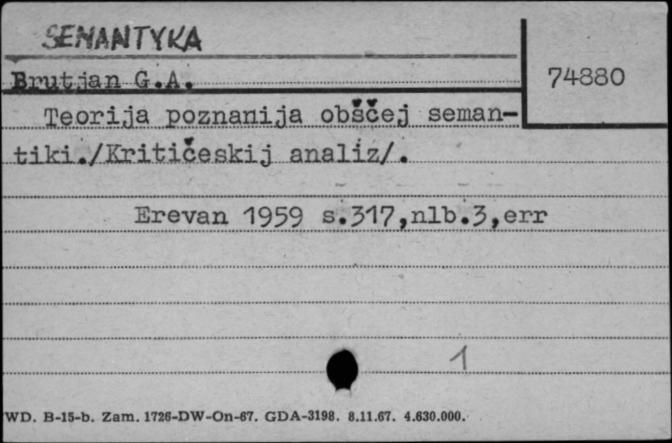 SEMANTYKA
Brutjan G.A.
74880
Teorija poznanija obščej seman-
tiki./Kritičeskij analiz/.
Erevan 1959 s.317,nlb.3,err
1
WD. B-15-b. Zam. 1726-DW-On-67. GDA-3198. 8.11.67. 4.630.000.